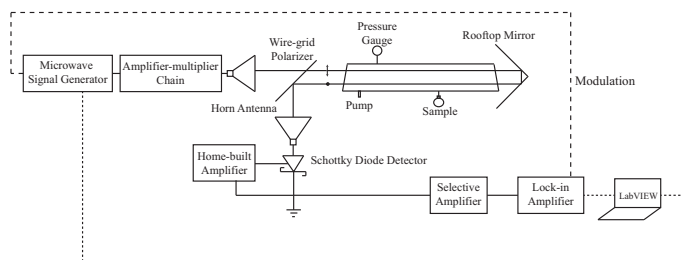 Pressure
Gauge
Rooftop Mirror
Wire-grid
Polarizer
Microwave
Signal Generator
Amplifier-multiplier
Chain
Modulation
Horn Antenna
Pump
Sample
Home-built
Amplifier
Schottky Diode Detector
Selective
Amplifier
Lock-in
Amplifier
LabVIEW